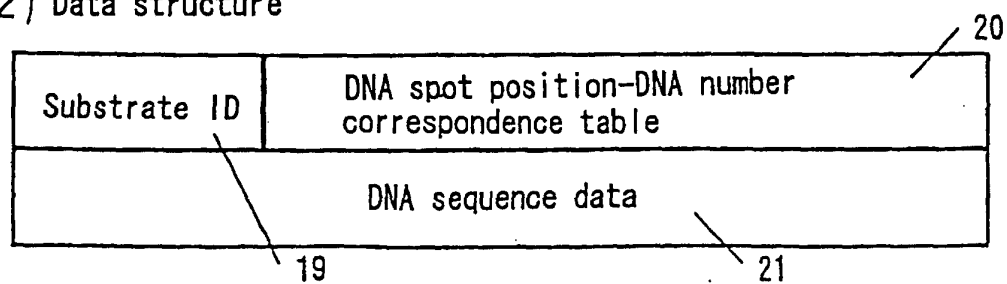 2) Data structure
20
Substrate ID
DNA spot position-DNA number
correspondence table
DNA sequence data
19
21